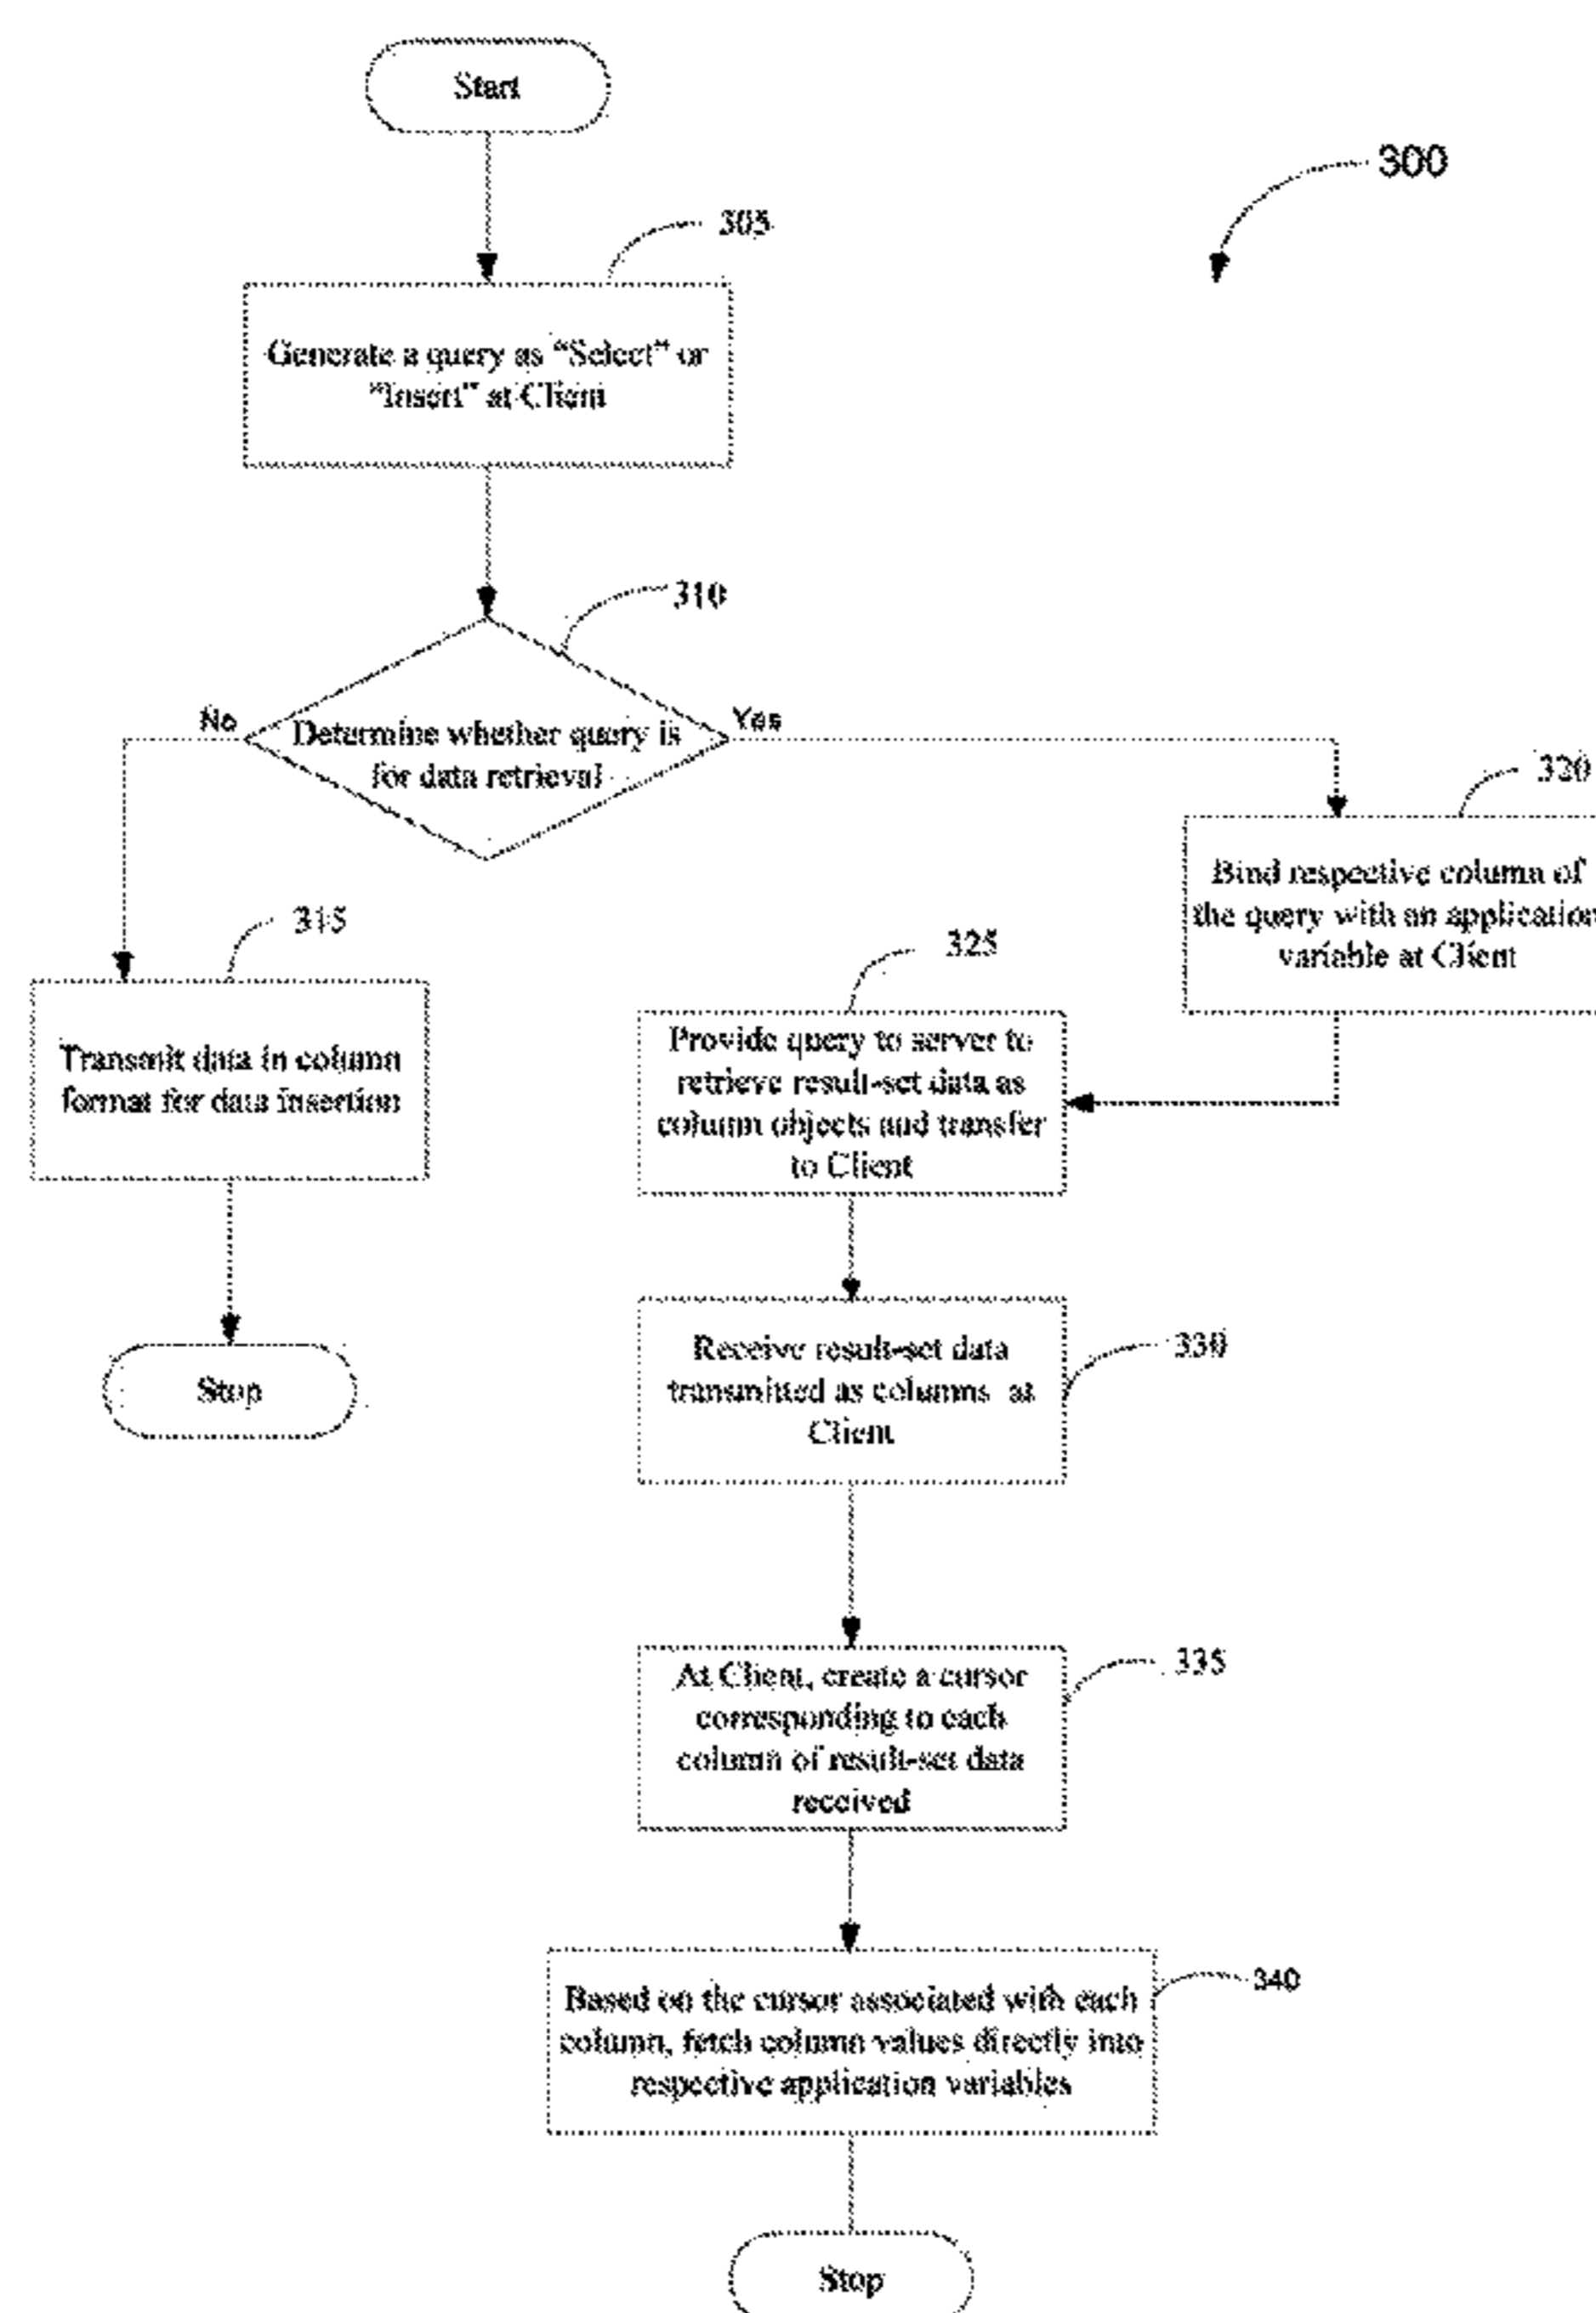 Start
300
305
Generate a query as “Select” or
“Insert” at Client
310
No
Yes
Determine whether query is
for data retrieval
320
Bind respective column of
the query with an application
variable at Client
315
Transmit data in column
format for data insertion
325
Provide query to server to
retrieve result-set data as
column objects and transfer
to Client
330
Receive result-set data
transmitted as columns at
Client
Stop
335
At Client, create a cursor
corresponding to each
column of result-set data
received
340
Based on the cursor associated with each
column, fetch column values directly into
respective application variables
Stop